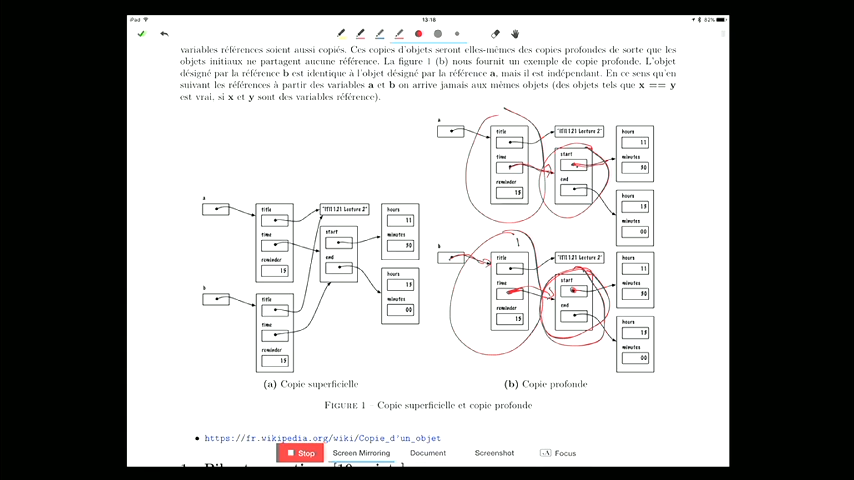 iPad
13:18
82%
variables références soient aussi copiés. Ces copies d'objets seront elles-mêmes des copies profondes de sorte que les
objets initiaux ne partagent aucune référence. La figure 1 (b) nous fournit un exemple de copie profonde. L'objet
désigné par la référence b est identique à l'objet désigné par la référence a, mais il est indépendant. En ce sens qu'en
suivant les références à partir des variables a et b on arrive jamais aux mêmes objets (des objets tels que x == y
est vrai, si x et y sont des variables référence).
a
title
time
reminder
15
"ITI1121 Lecture 2"
start
end
hours
11
minutes
30
hours
13
minutes
00
b
title
time
reminder
15
(a) Copie superficielle
a
title
time
reminder
15
"ITI1121 Lecture 2"
start
end
hours
11
minutes
30
hours
13
minutes
00
b
title
time
reminder
15
"ITI1121 Lecture 2"
start
end
hours
11
minutes
30
hours
13
minutes
00
(b) Copie profonde
FIGURE 1 – Copie superficielle et copie profonde
• https://fr.wikipedia.org/wiki/Copie_d'un_objet
Stop
Screen Mirroring
Document
Screenshot
Focus